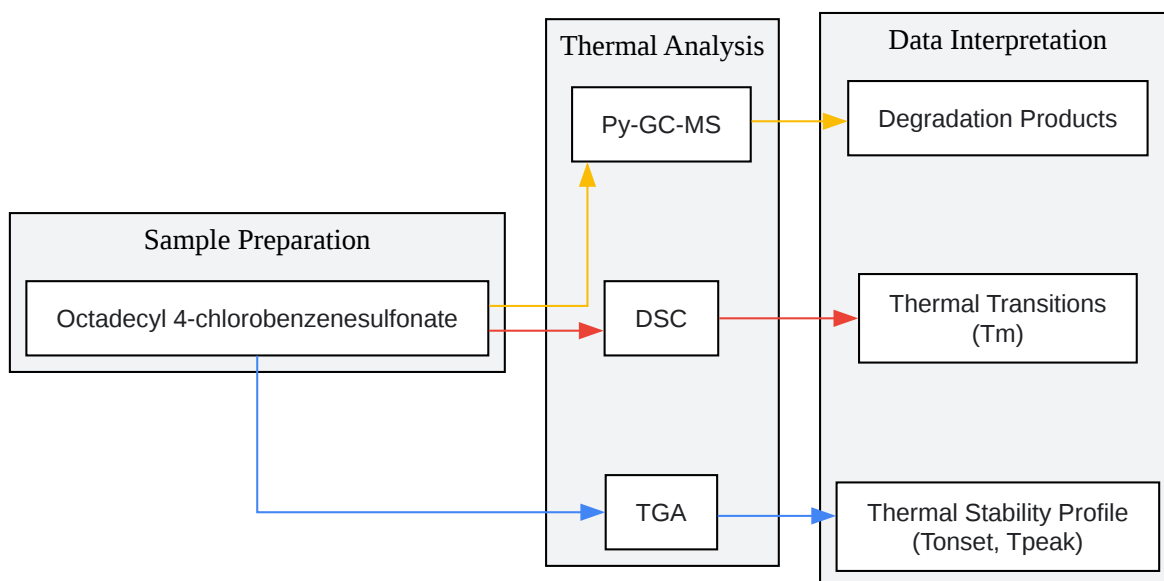 Sample Preparation
Octadecyl 4-chlorobenzenesulfonate
Thermal Analysis
Py-GC-MS
DSC
TGA
Data Interpretation
Degradation Products
Thermal Transitions
(Tm)
Thermal Stability Profile
(Tonset, Tpeak)